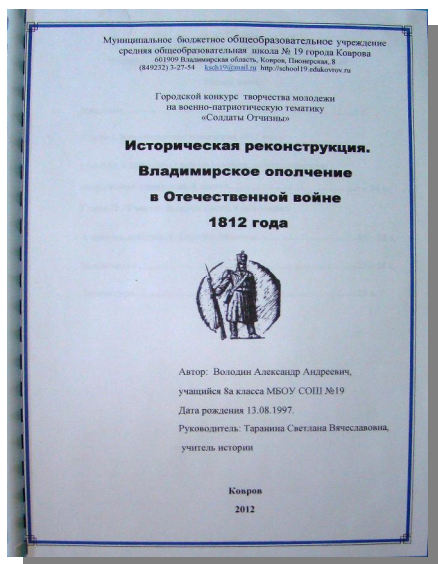 Муниципальное бюджетное общеобразовательное учреждение
средняя общеобразовательная школа № 19 города Коврова
601909 Владимирская область, Ковров, Пионерская, 8
(849232) 3-27-54 ksch19@mail.ru http://school19.edukovrov.ru
Городской конкурс творчества молодежи
на военно-патриотическую тематику
«Солдаты Отчизны»
Историческая реконструкция.
Владимирское ополчение
в Отечественной войне
1812 года
Автор: Володин Александр Андреевич,
учащийся 8а класса МБОУ СОШ №19
Дата рождения 13.08.1997.
Руководитель: Таранина Светлана Вячеславовна,
учитель истории
Ковров
2012